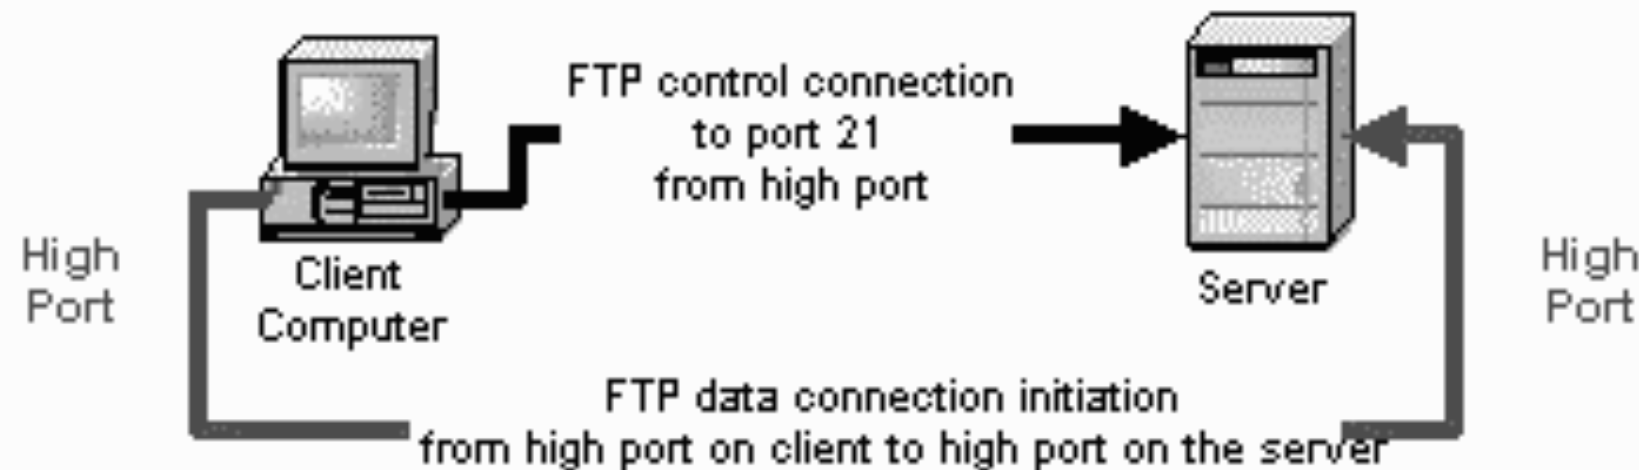 FTP control connection
to port 21
from high port
High
Port
Client
Computer
Server
High
Port
FTP data connection initiation
from high port on client to high port on the server